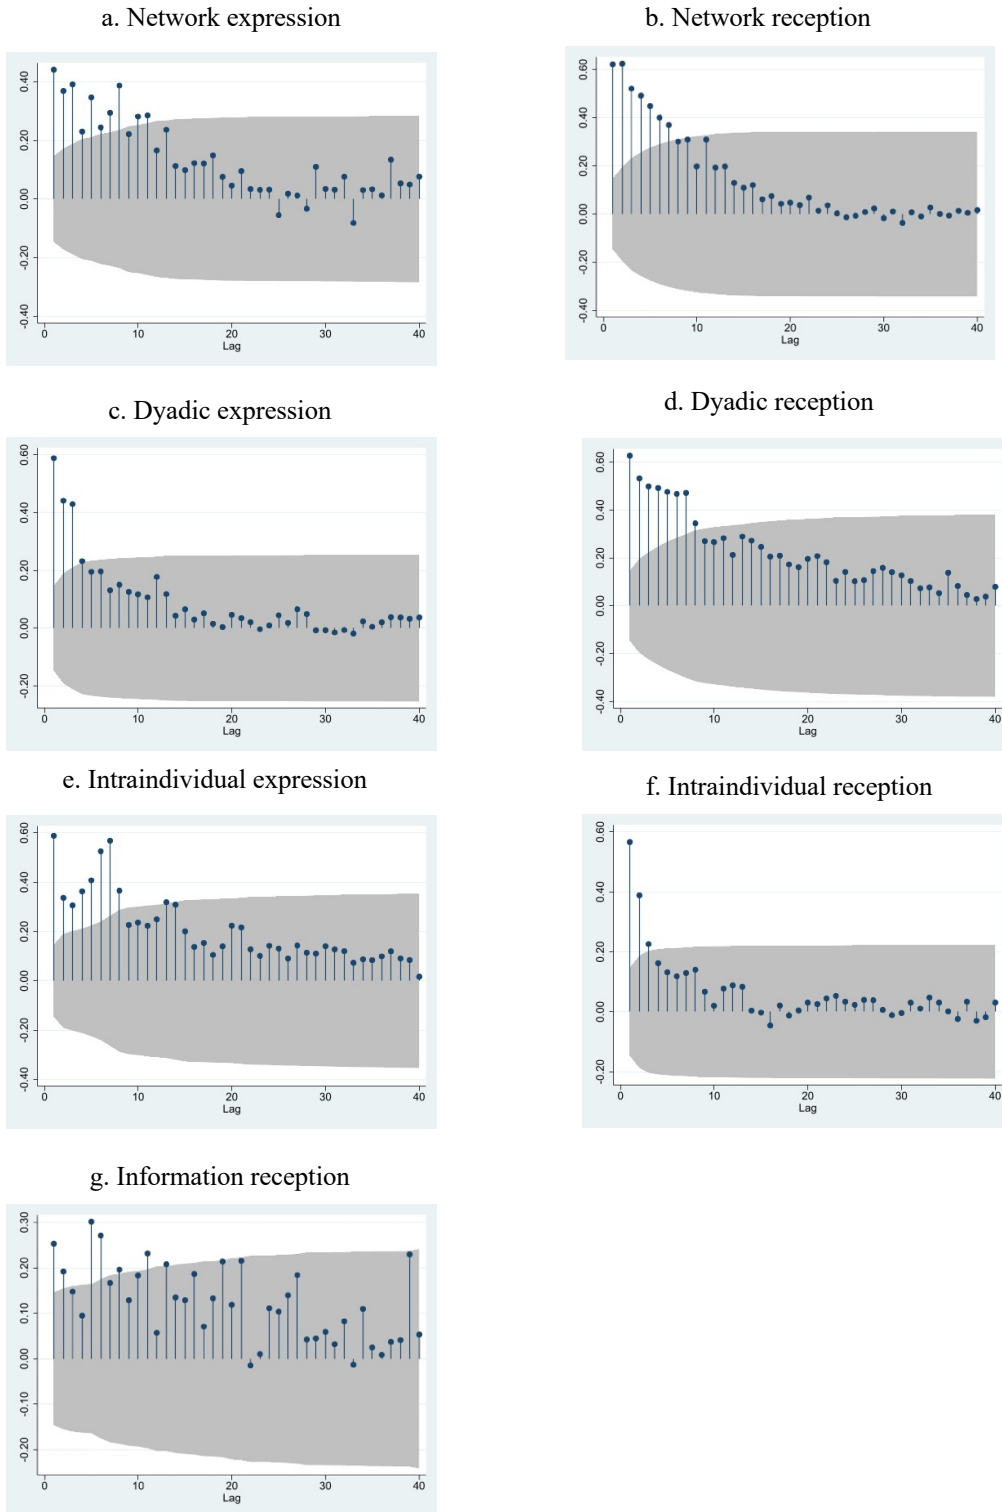 a. Network expression
0.40
0.20
0.00
-0.20
-0.40
0 10 20 30 40
Lag
b. Network reception
0.60
0.40
0.20
0.00
-0.20
-0.40
0 10 20 30 40
Lag
c. Dyadic expression
0.60
0.40
0.20
0.00
-0.20
0 10 20 30 40
Lag
d. Dyadic reception
0.60
0.40
0.20
0.00
-0.20
-0.40
0 10 20 30 40
Lag
e. Intraindividual expression
0.60
0.40
0.20
0.00
-0.20
-0.40
0 10 20 30 40
Lag
f. Intraindividual reception
0.60
0.40
0.20
0.00
-0.20
0 10 20 30 40
Lag
g. Information reception
0.30
0.20
0.10
0.00
-0.10
-0.20
0 10 20 30 40
Lag